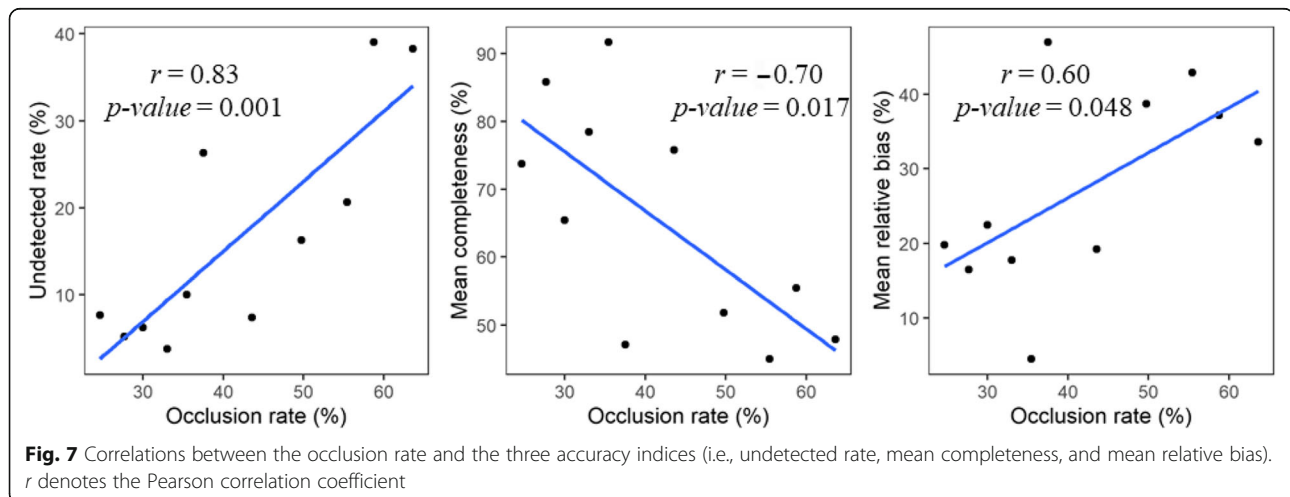 Undetected rate (%)
40
30
20
10
r = 0.83
p-value = 0.001
30 40 50 60
Occlusion rate (%)
Mean completeness (%)
90
80
70
60
50
r = −0.70
p-value = 0.017
30 40 50 60
Occlusion rate (%)
Mean relative bias (%)
40
30
20
10
r = 0.60
p-value = 0.048
30 40 50 60
Occlusion rate (%)
Fig. 7 Correlations between the occlusion rate and the three accuracy indices (i.e., undetected rate, mean completeness, and mean relative bias).
r denotes the Pearson correlation coefficient